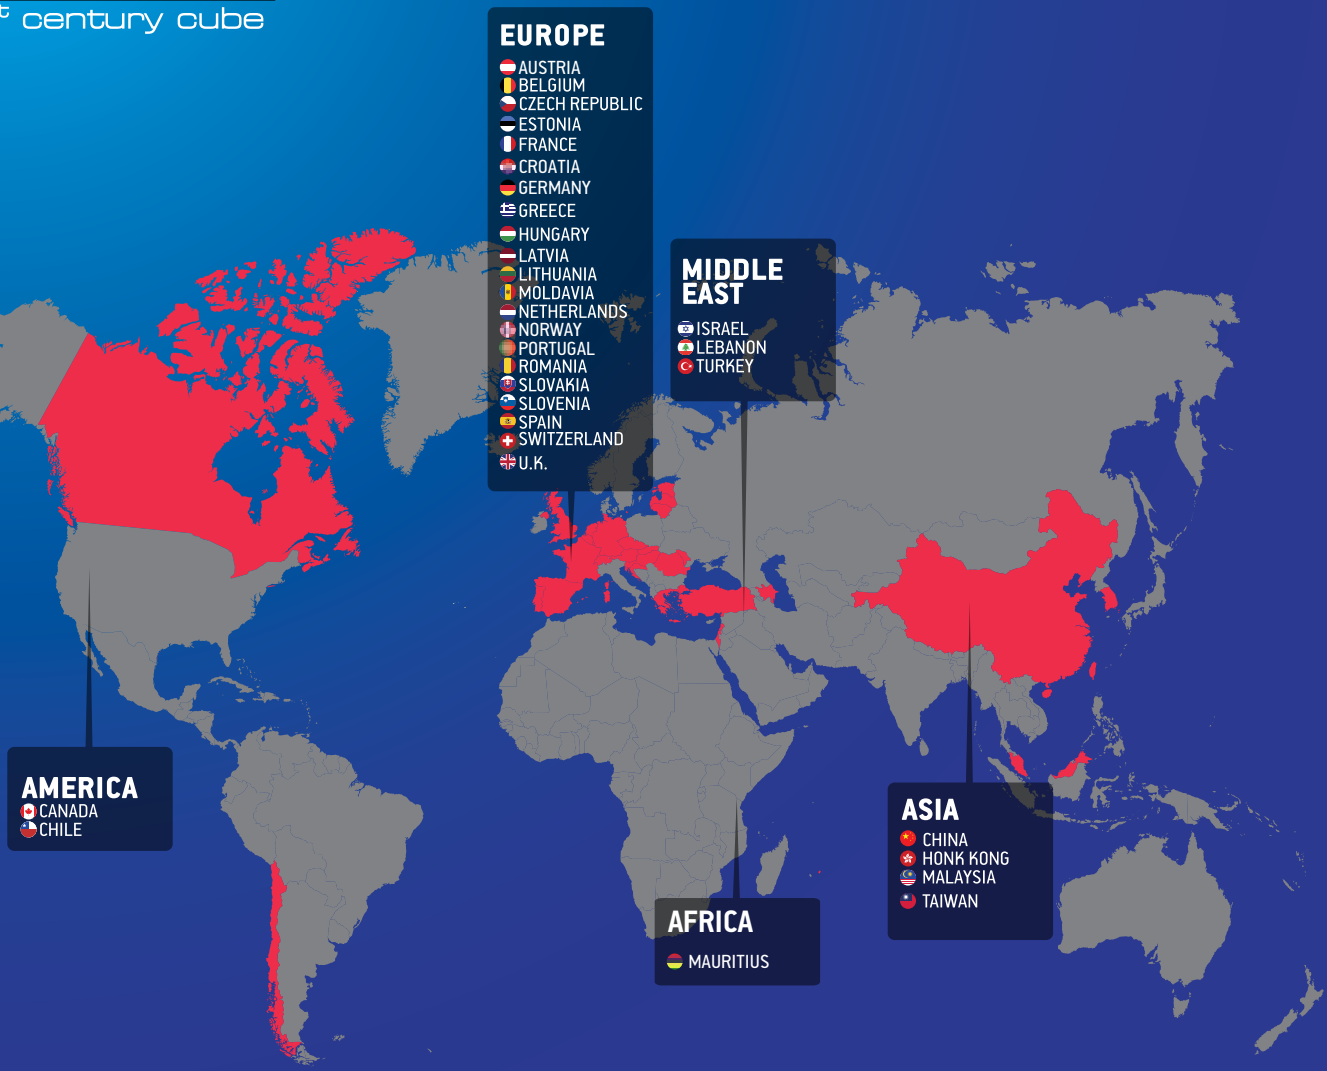 t century cube
EUROPE
AUSTRIA
BELGIUM
CZECH REPUBLIC
ESTONIA
FRANCE
CROATIA
GERMANY
GREECE
HUNGARY
LATVIA
LITHUANIA
MOLDAVIA
NETHERLANDS
NORWAY
PORTUGAL
ROMANIA
SLOVAKIA
SLOVENIA
SPAIN
SWITZERLAND
U.K.
MIDDLE
EAST
ISRAEL
LEBANON
TURKEY
AMERICA
CANADA
CHILE
ASIA
CHINA
HONK KONG
MALAYSIA
TAIWAN
AFRICA
MAURITIUS